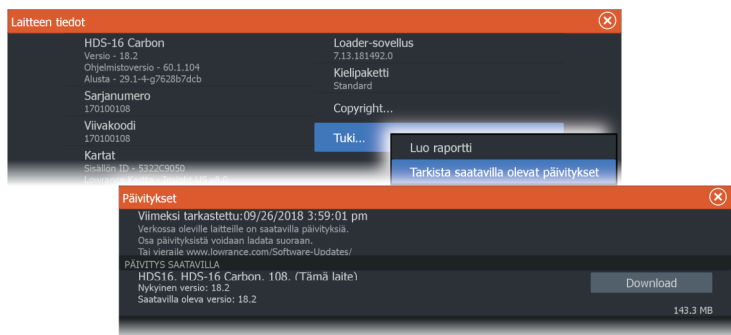 Laitteen tiedot
HDS-16 Carbon
Versio - 18.2
Ohjelmistoversio - 60.1.104
Alusta - 29.1-4-g7628b7dcb
Sarjanumero
170100108
Viivakoodi
170100108
Kartat
Sisällön ID - 5322C9050
Loader-sovellus
7.13.181492.0
Kielipaketti
Standard
Copyright...
Tuki...
Luo raportti
Tarkista saatavilla olevat päivitykset
Päivitykset
Viimeksi tarkastettu:09/26/2018 3:59:01 pm
Verkossa oleville laitteille on saatavilla päivityksiä.
Osa päivityksistä voidaan ladata suoraan.
Tai vieraile www.lowrance.com/Software-Updates/
PÄIVITYS SAATAVILLA
HDS16, HDS-16 Carbon, 108, (Tämä laite)
Nykyinen versio: 18.2
Saatavilla oleva versio: 18.2
Download
143.3 MB